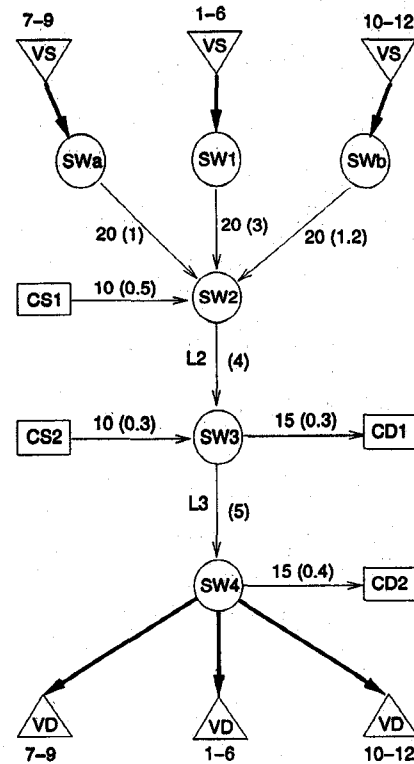 7–9 1–6 10–12
VS VS VS
SWa SW1 SWb
20 (1) 20 (3) 20 (1.2)
CS1 10 (0.5) SW2
L2 (4)
CS2 10 (0.3) SW3 15 (0.3) CD1
L3 (5)
SW4 15 (0.4) CD2
VD VD VD
7–9 1–6 10–12